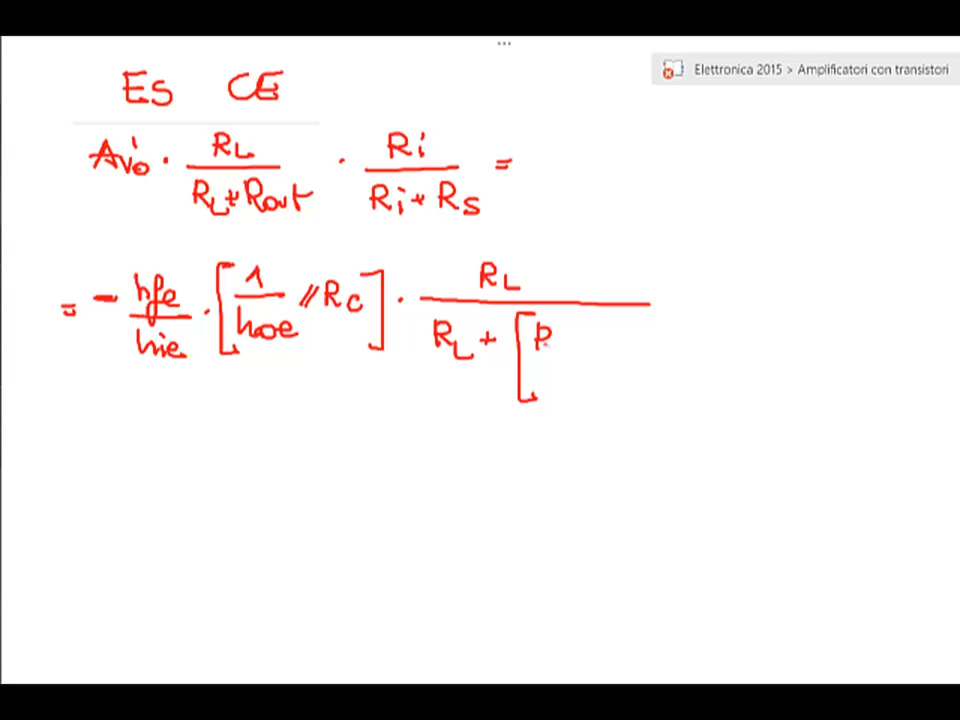 Elettronica 2015 > Amplificatori con transistori
ES CE
Avo · RL / (RL + Rout) · Ri / (Ri + RS) =
= - hfe / hie · [ 1 / hoe // RC ] · RL / (RL + [ R